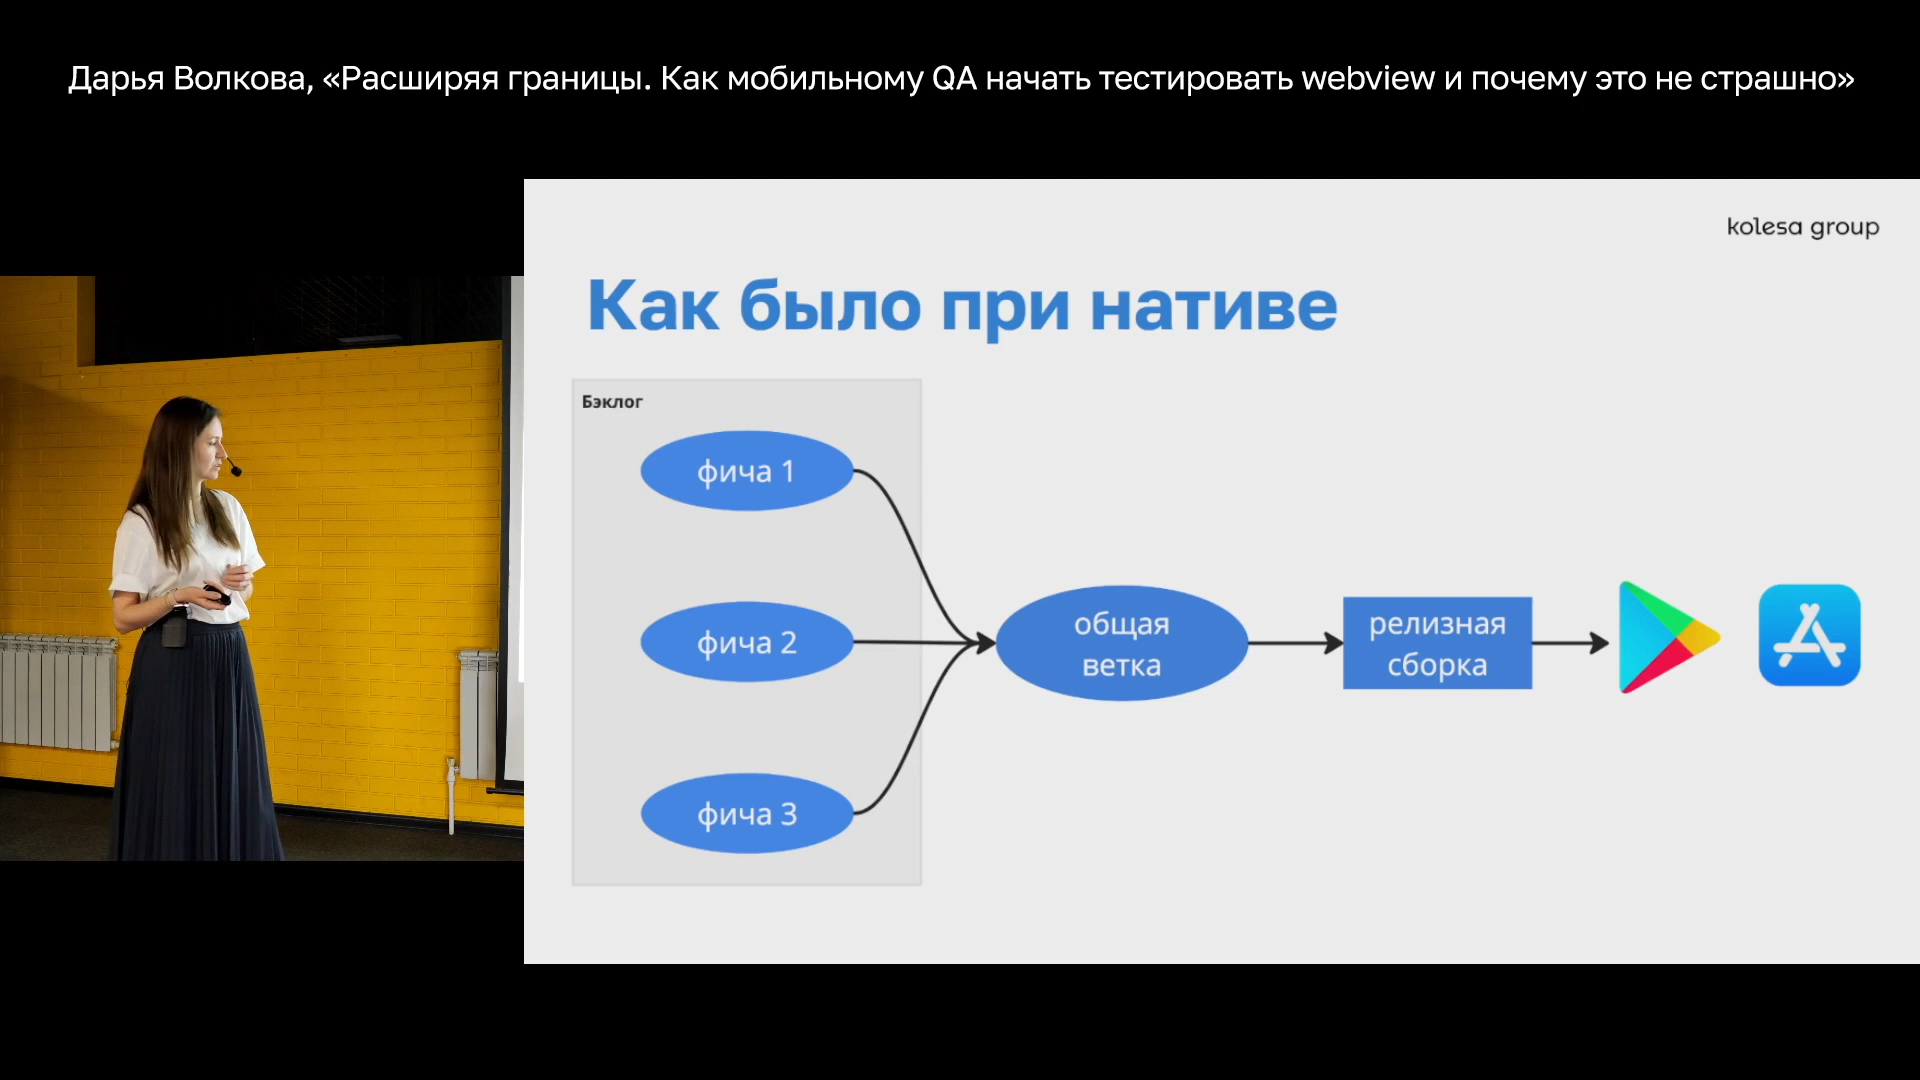 Дарья Волкова, «Расширяя границы. Как мобильному QA начать тестировать webview и почему это не страшно»
kolesa group
Как было при нативе
Бэклог
фича 1
фича 2
фича 3
общая
ветка
релизная
сборка